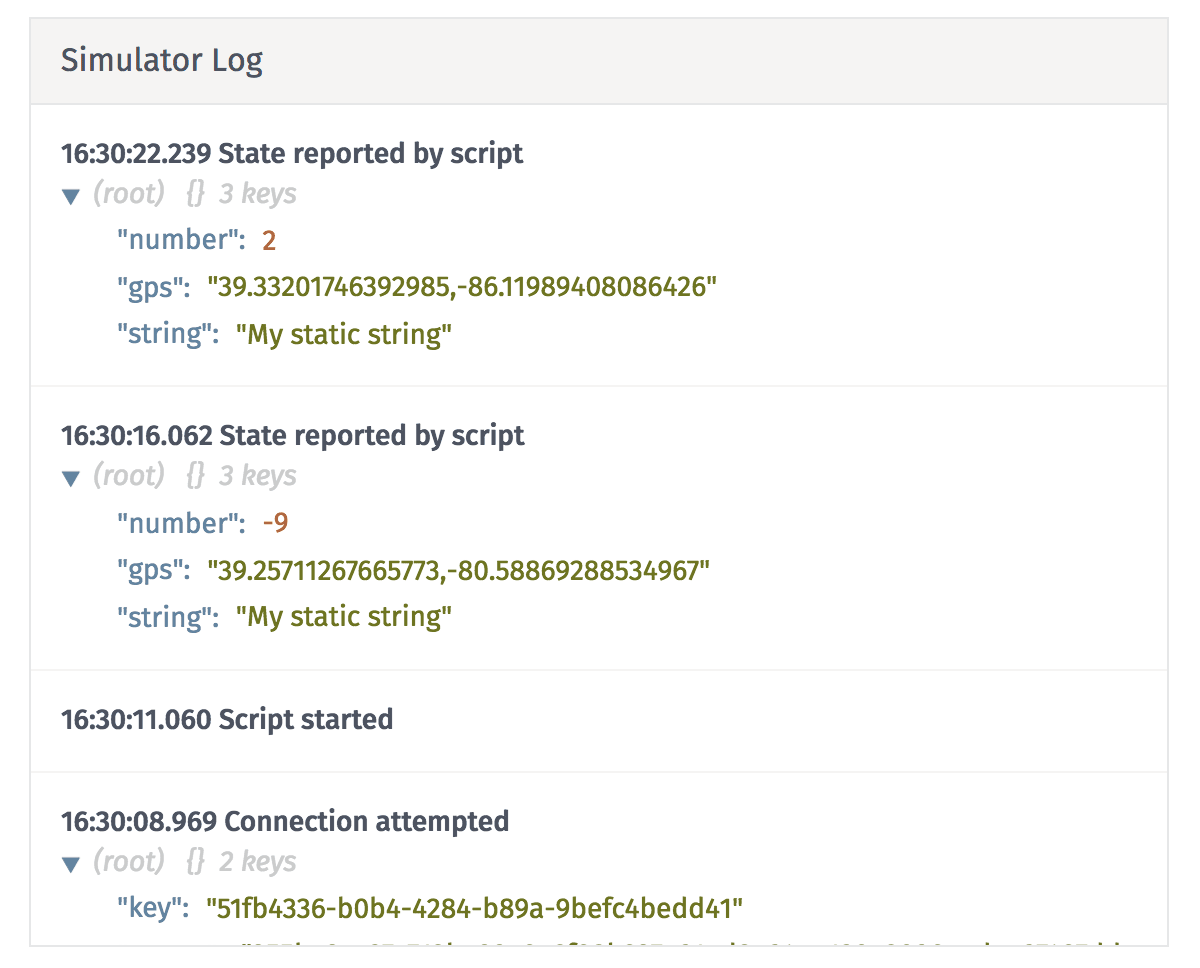 Simulator Log
16:30:22.239 State reported by script
▼ (root) {} 3 keys
"number": 2
"gps": "39.33201746392985,-86.11989408086426"
"string": "My static string"
16:30:16.062 State reported by script
▼ (root) {} 3 keys
"number": -9
"gps": "39.25711267665773,-80.58869288534967"
"string": "My static string"
16:30:11.060 Script started
16:30:08.969 Connection attempted
▼ (root) {} 2 keys
"key": "51fb4336-b0b4-4284-b89a-9befc4bedd41"